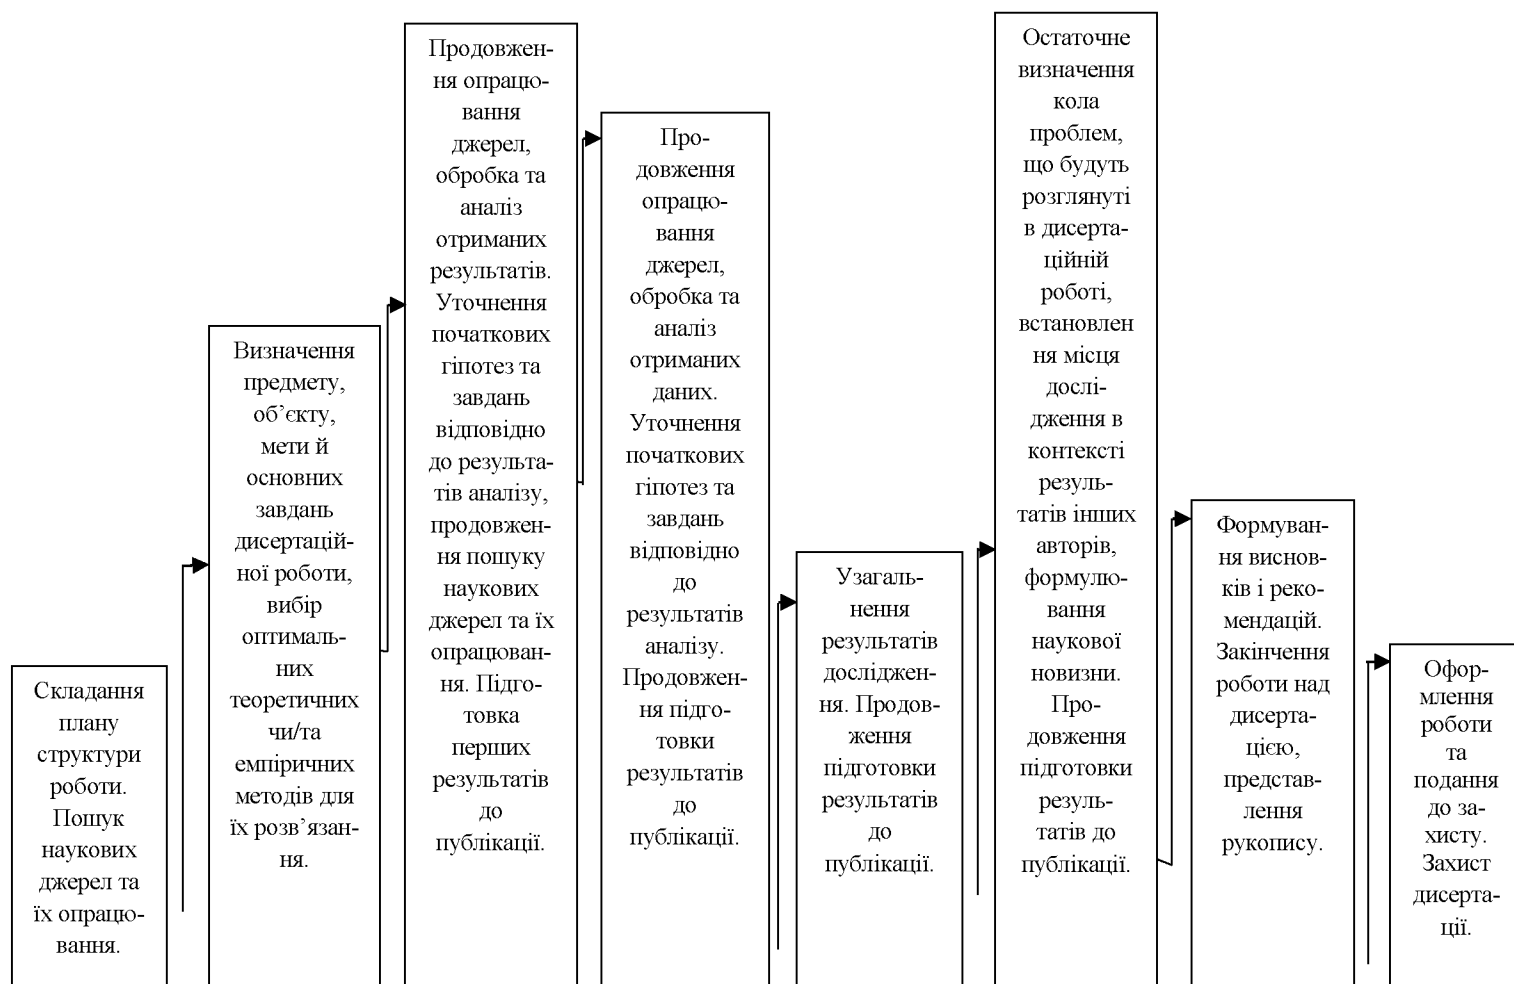 Складання
плану
структури
роботи.
Пошук
наукових
джерел та
їх опрацю-
вання.
Визначення
предмету,
об’єкту,
мети й
основних
завдань
дисертацій-
ної роботи,
вибір
оптималь-
них
теоретичних
чи/та
емпіричних
методів для
їх розв’язан-
ня.
Продовжен-
ня опрацю-
вання
джерел,
обробка та
аналіз
отриманих
результатів.
Уточнення
початкових
гіпотез та
завдань
відповідно
до результа-
тів аналізу,
продовжен-
ня пошуку
наукових
джерел та їх
опрацюван-
ня. Підго-
товка
перших
результатів
до
публікації.
Про-
довження
опрацю-
вання
джерел,
обробка та
аналіз
отриманих
даних.
Уточнення
початкових
гіпотез та
завдань
відповідно
до
результатів
аналізу.
Продовжен-
ня підго-
товки
результатів
до
публікації.
Узагаль-
нення
результатів
досліджен-
ня. Продов-
ження
підготовки
результатів
до
публікації.
Остаточне
визначення
кола
проблем,
що будуть
розглянуті
в дисерта-
ційній
роботі,
встановлен
ня місця
дослі-
дження в
контексті
резуль-
татів інших
авторів,
формулю-
вання
наукової
новизни.
Про-
довження
підготовки
резуль-
татів до
публікації.
Формуван-
ня виснов-
ків і реко-
мендацій.
Закінчення
роботи над
дисерта-
цією,
представ-
лення
рукопису.
Офор-
млення
роботи
та
подання
до за-
хисту.
Захист
дисерта-
ції.